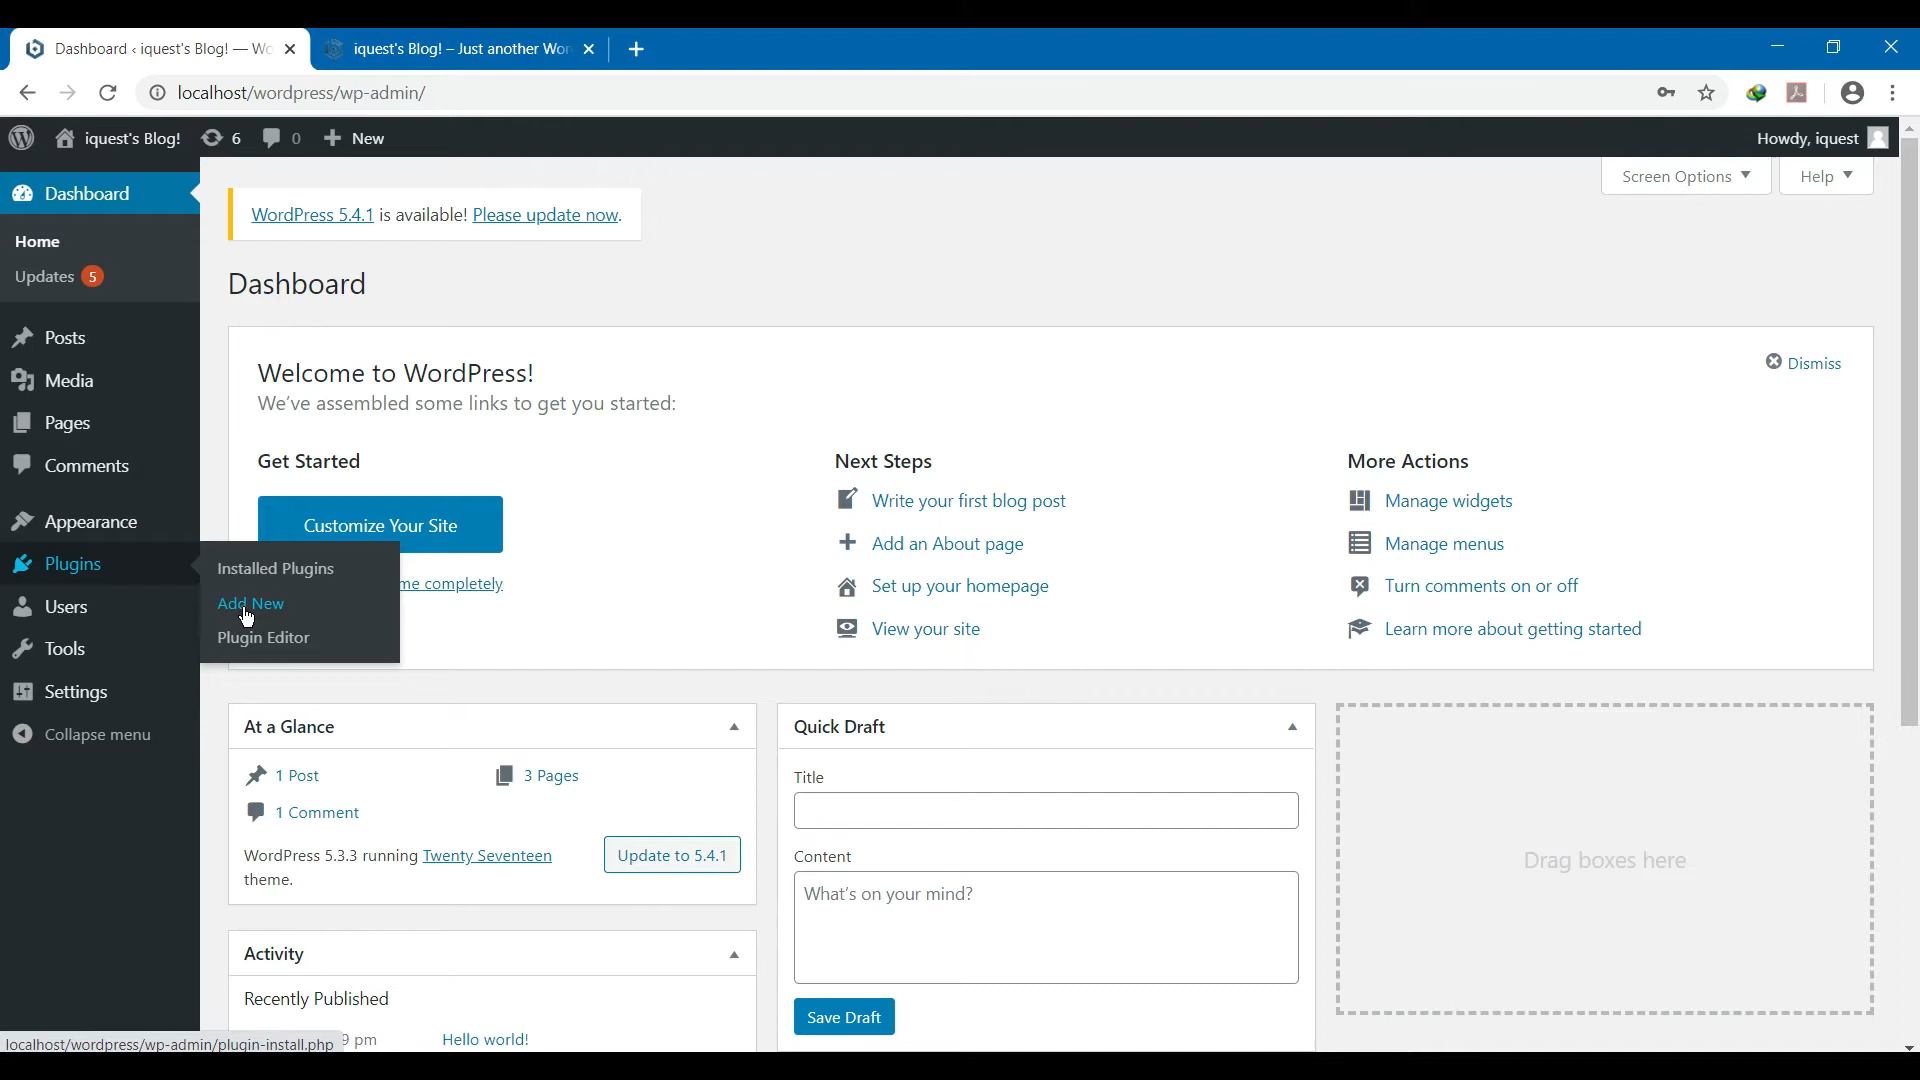 Dashboard ‹ iquest's Blog! — Wo
iquest's Blog! – Just another Wor
localhost/wordpress/wp-admin/
iquest's Blog!
6
0
New
Howdy, iquest
Dashboard
Home
Updates 5
Posts
Media
Pages
Comments
Appearance
Plugins
Users
Tools
Settings
Collapse menu
Installed Plugins
Add New
Plugin Editor
Screen Options
Help
WordPress 5.4.1 is available! Please update now.
Dashboard
Welcome to WordPress!
We've assembled some links to get you started:
Dismiss
Get Started
Customize Your Site
me completely
Next Steps
Write your first blog post
Add an About page
Set up your homepage
View your site
More Actions
Manage widgets
Manage menus
Turn comments on or off
Learn more about getting started
At a Glance
1 Post
3 Pages
1 Comment
WordPress 5.3.3 running Twenty Seventeen
theme.
Update to 5.4.1
Activity
Recently Published
9 pm
Hello world!
Quick Draft
Title
Content
What's on your mind?
Save Draft
Drag boxes here
localhost/wordpress/wp-admin/plugin-install.php